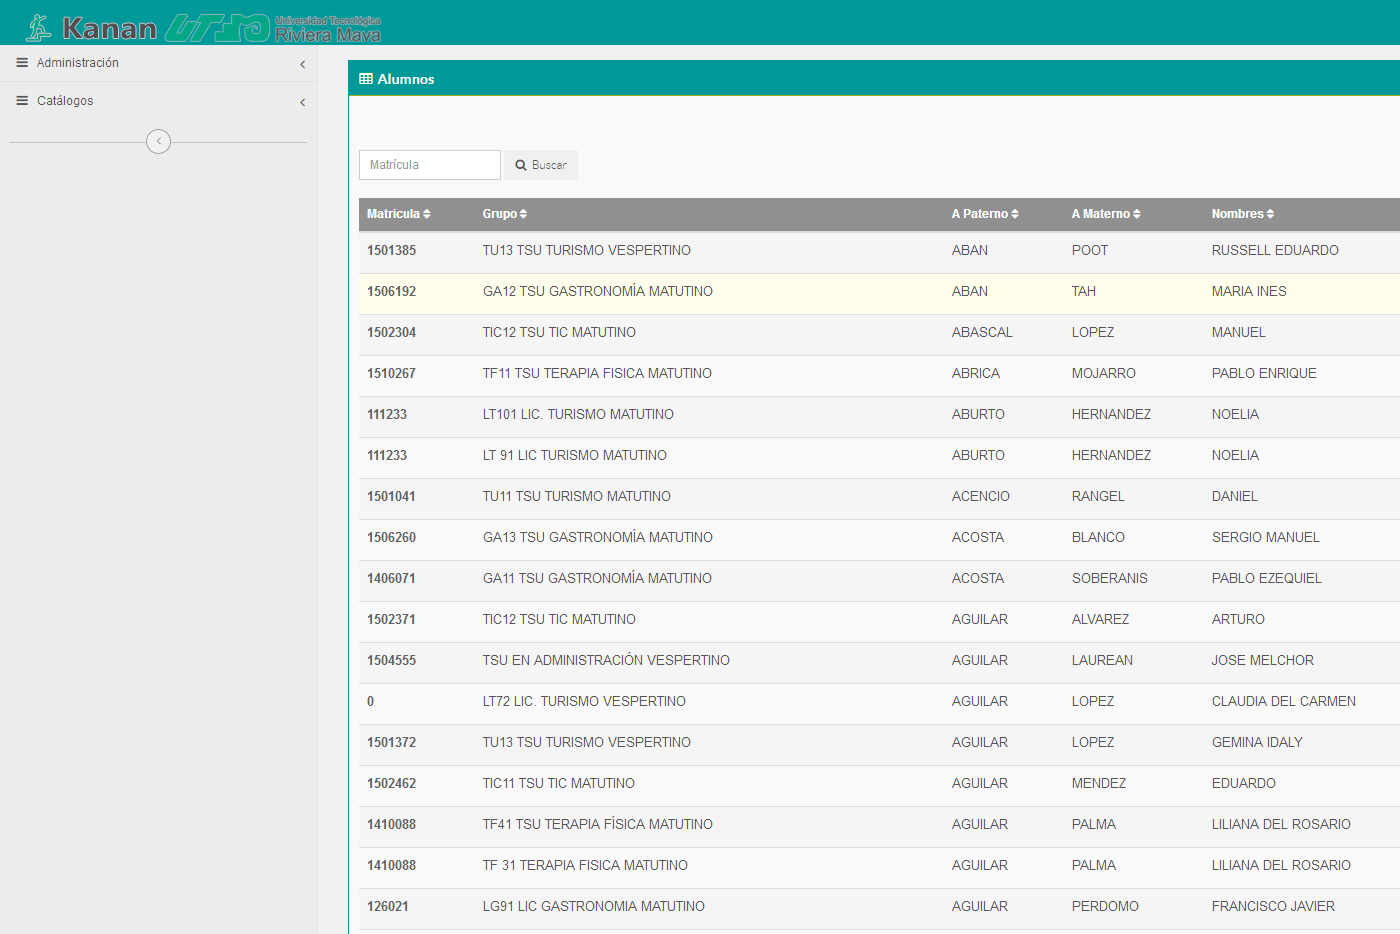 Kanan UTRM Universidad Tecnológica
Riviera Maya
Administración
Catálogos
Alumnos
Matrícula Buscar
Matricula Grupo A Paterno A Materno Nombres
1501385 TU13 TSU TURISMO VESPERTINO ABAN POOT RUSSELL EDUARDO
1506192 GA12 TSU GASTRONOMÍA MATUTINO ABAN TAH MARIA INES
1502304 TIC12 TSU TIC MATUTINO ABASCAL LOPEZ MANUEL
1510267 TF11 TSU TERAPIA FISICA MATUTINO ABRICA MOJARRO PABLO ENRIQUE
111233 LT101 LIC. TURISMO MATUTINO ABURTO HERNANDEZ NOELIA
111233 LT 91 LIC TURISMO MATUTINO ABURTO HERNANDEZ NOELIA
1501041 TU11 TSU TURISMO MATUTINO ACENCIO RANGEL DANIEL
1506260 GA13 TSU GASTRONOMÍA MATUTINO ACOSTA BLANCO SERGIO MANUEL
1406071 GA11 TSU GASTRONOMÍA MATUTINO ACOSTA SOBERANIS PABLO EZEQUIEL
1502371 TIC12 TSU TIC MATUTINO AGUILAR ALVAREZ ARTURO
1504555 TSU EN ADMINISTRACIÓN VESPERTINO AGUILAR LAUREAN JOSE MELCHOR
0 LT72 LIC. TURISMO VESPERTINO AGUILAR LOPEZ CLAUDIA DEL CARMEN
1501372 TU13 TSU TURISMO VESPERTINO AGUILAR LOPEZ GEMINA IDALY
1502462 TIC11 TSU TIC MATUTINO AGUILAR MENDEZ EDUARDO
1410088 TF41 TSU TERAPIA FÍSICA MATUTINO AGUILAR PALMA LILIANA DEL ROSARIO
1410088 TF 31 TERAPIA FISICA MATUTINO AGUILAR PALMA LILIANA DEL ROSARIO
126021 LG91 LIC GASTRONOMIA MATUTINO AGUILAR PERDOMO FRANCISCO JAVIER